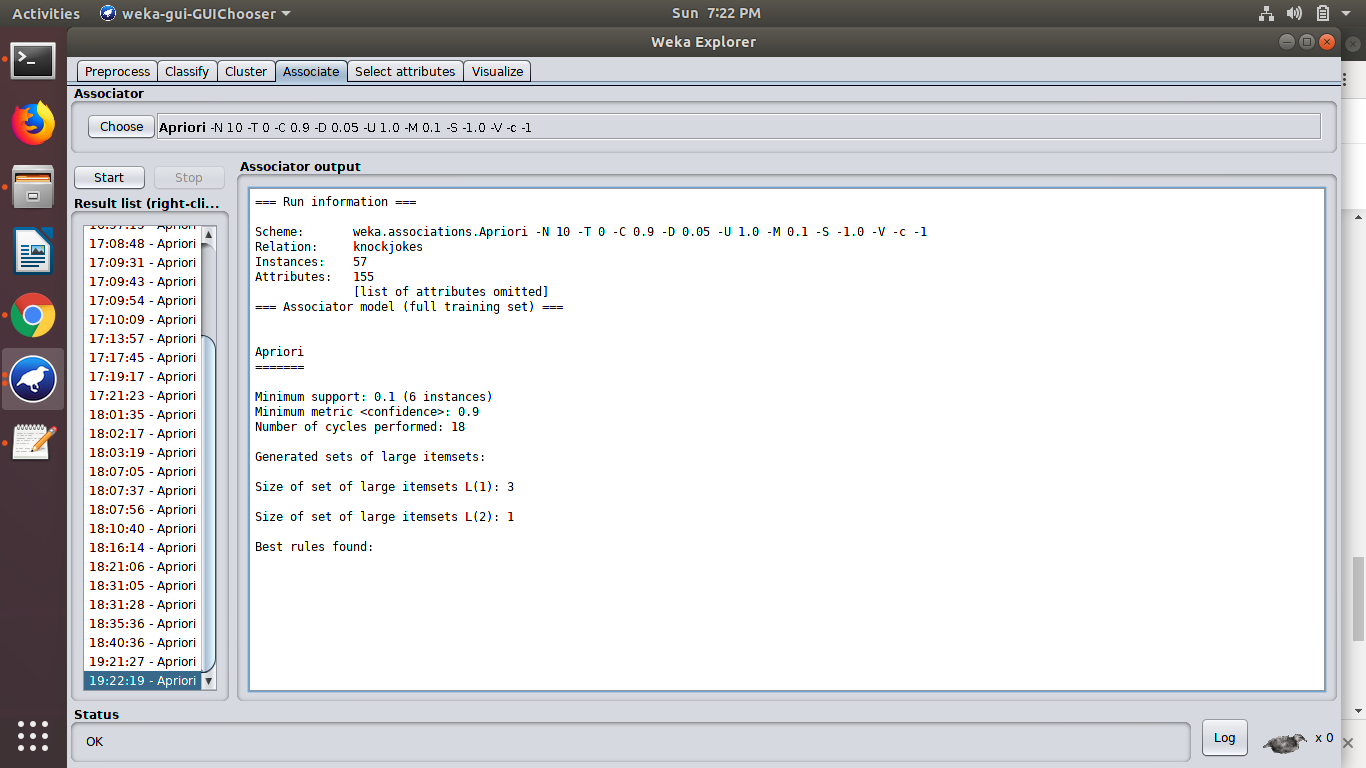 Activities
weka-gui-GUIChooser
Sun 7:22 PM
Weka Explorer
Preprocess
Classify
Cluster
Associate
Select attributes
Visualize
Associator
Choose
Apriori -N 10 -T 0 -C 0.9 -D 0.05 -U 1.0 -M 0.1 -S -1.0 -V -c -1
Start
Stop
Result list (right-cli...
17:08:48 - Apriori
17:09:31 - Apriori
17:09:43 - Apriori
17:09:54 - Apriori
17:10:09 - Apriori
17:13:57 - Apriori
17:17:45 - Apriori
17:19:17 - Apriori
17:21:23 - Apriori
18:01:35 - Apriori
18:02:17 - Apriori
18:03:19 - Apriori
18:07:05 - Apriori
18:07:37 - Apriori
18:07:56 - Apriori
18:10:40 - Apriori
18:16:14 - Apriori
18:21:06 - Apriori
18:31:05 - Apriori
18:31:28 - Apriori
18:35:36 - Apriori
18:40:36 - Apriori
19:21:27 - Apriori
19:22:19 - Apriori
Associator output
=== Run information ===
Scheme: weka.associations.Apriori -N 10 -T 0 -C 0.9 -D 0.05 -U 1.0 -M 0.1 -S -1.0 -V -c -1
Relation: knockjokes
Instances: 57
Attributes: 155
[list of attributes omitted]
=== Associator model (full training set) ===
Apriori
=======
Minimum support: 0.1 (6 instances)
Minimum metric <confidence>: 0.9
Number of cycles performed: 18
Generated sets of large itemsets:
Size of set of large itemsets L(1): 3
Size of set of large itemsets L(2): 1
Best rules found:
Status
OK
Log
x 0